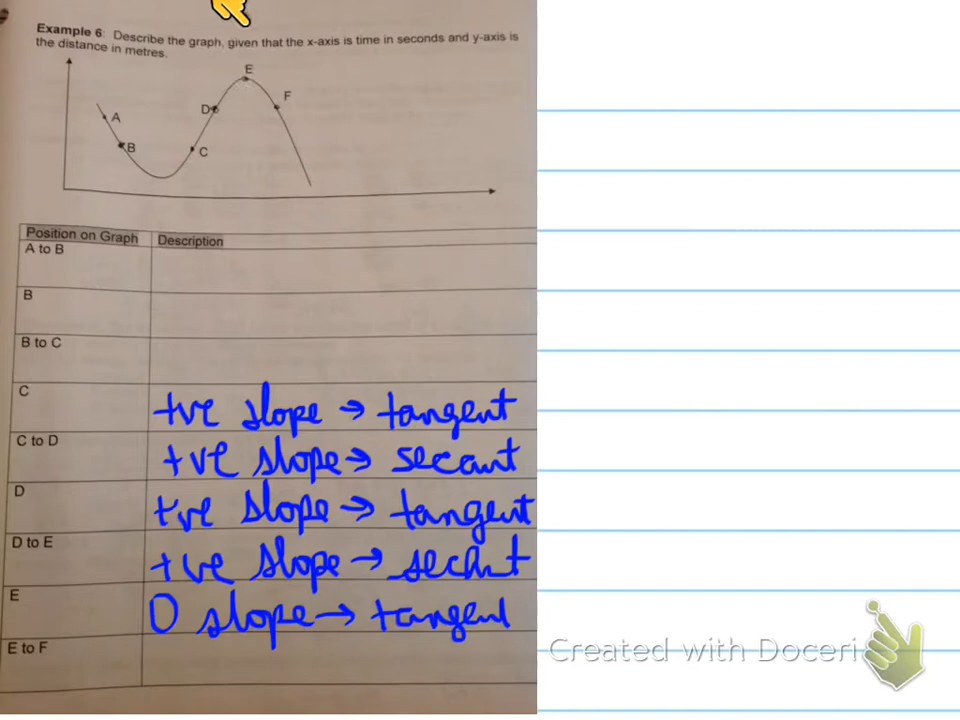 Example 6: Describe the graph, given that the x-axis is time in seconds and y-axis is
the distance in metres.
E
F
D
A
B
C
Position on Graph Description
A to B
B
B to C
C +ve slope → tangent
C to D +ve slope → secant
D +ve slope → tangent
D to E +ve slope → secant
E 0 slope → tangent
E to F
Created with Doceri